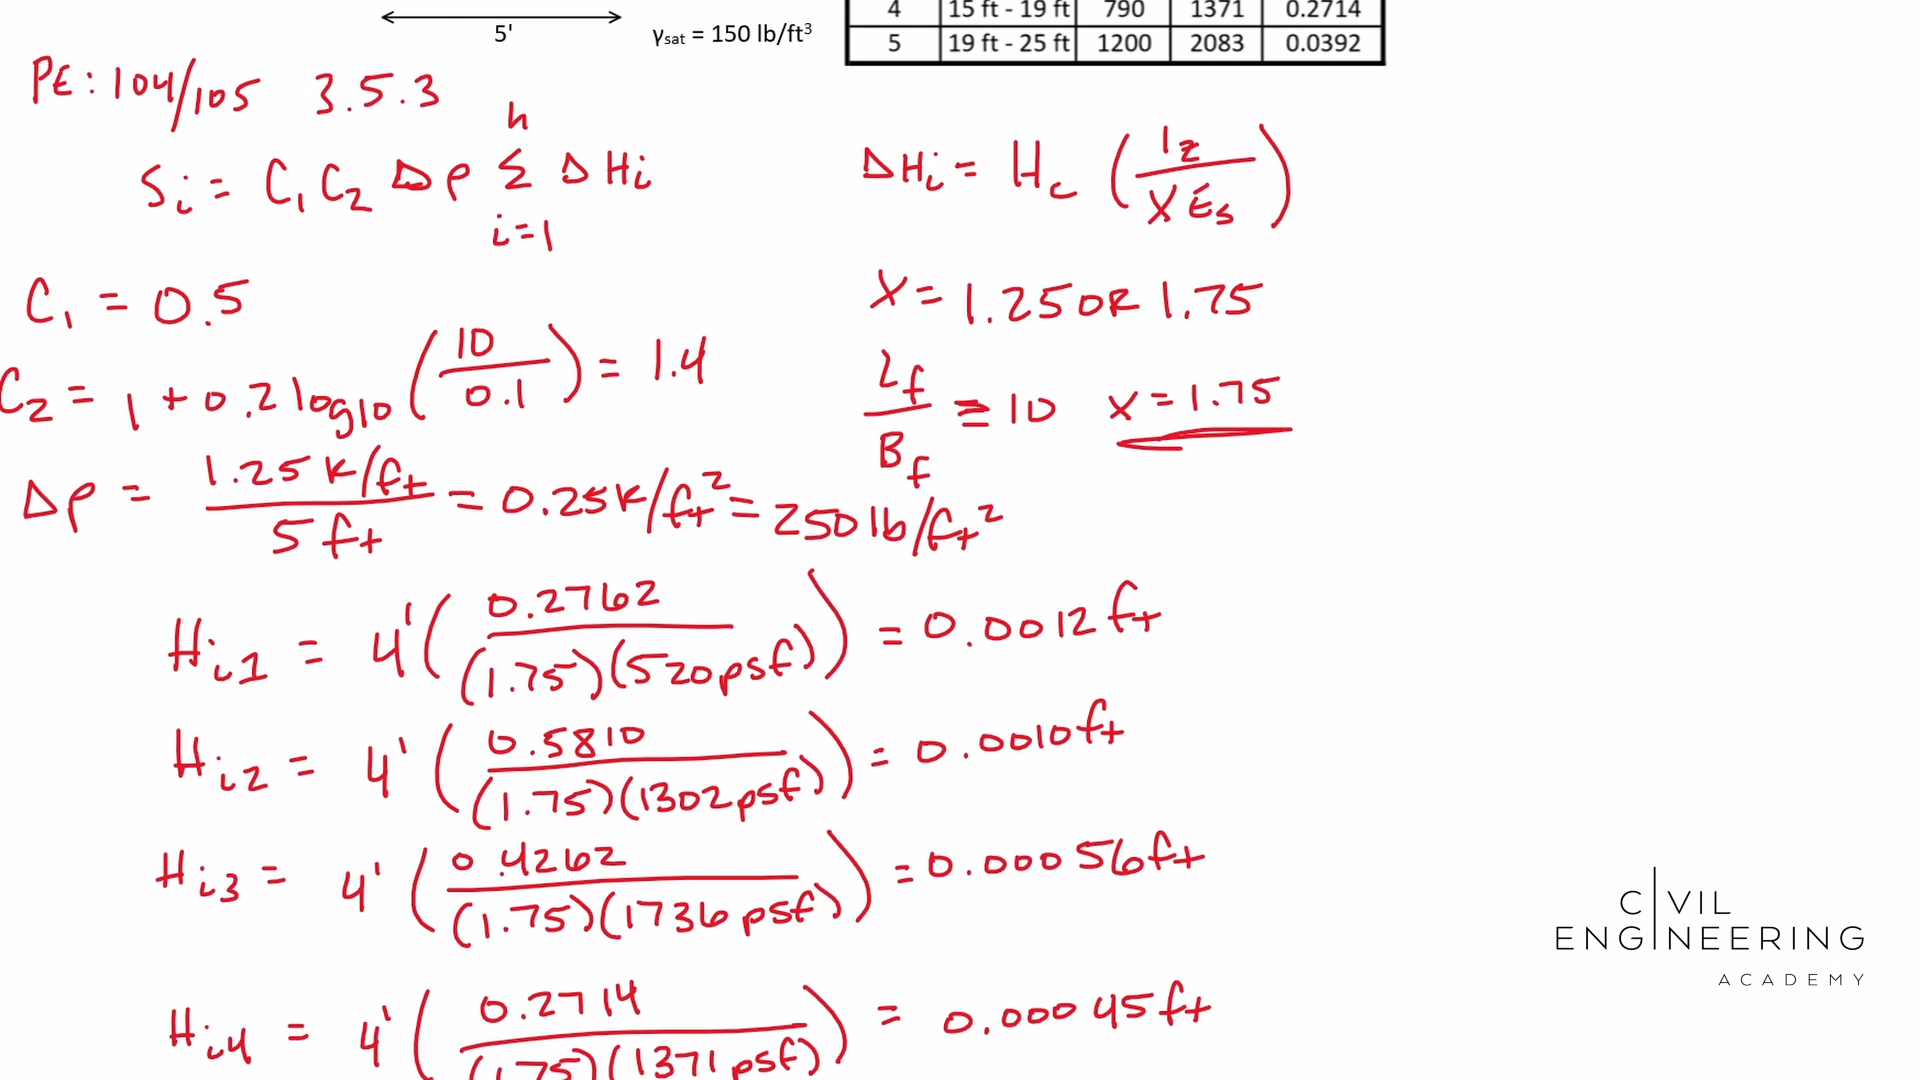 5'
γsat = 150 lb/ft³
4 15 ft - 19 ft 790 1371 0.2714
5 19 ft - 25 ft 1200 2083 0.0392
PE: 104/105 3.5.3
Si = C1 C2 Δp n Σ i=1 ΔHi
ΔHi = Hc (Iz / X Es)
C1 = 0.5
X = 1.25 OR 1.75
C2 = 1 + 0.2 log10 (10 / 0.1) = 1.4
Lf / Bf ≥ 10 X = 1.75
Δp = 1.25 K/ft / 5 ft = 0.25 K/ft² = 250 lb/ft²
Hi1 = 4' (0.2762 / (1.75)(520psf)) = 0.0012 ft
Hi2 = 4' (0.5810 / (1.75)(1302psf)) = 0.0010 ft
Hi3 = 4' (0.4262 / (1.75)(1736 psf)) = 0.00056 ft
Hi4 = 4' (0.2714 / (1.75)(1371 psf)) = 0.00045 ft
CIVIL
ENGINEERING
ACADEMY